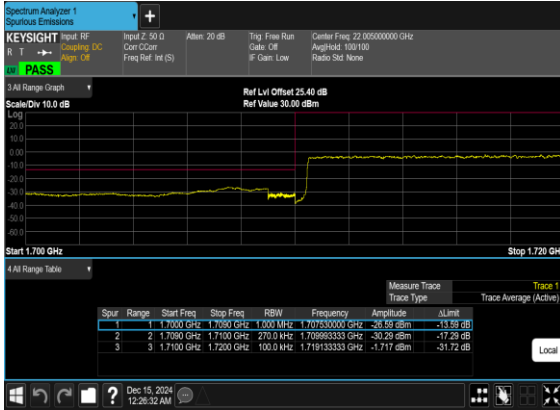 Spectrum Analyzer 1
Spurious Emissions
+
KEYSIGHT Input: RF Input Z: 50 Ω Atten: 20 dB Trig: Free Run Center Freq: 22.005000000 GHz
R T Coupling: DC Corr CCorr Gate: Off Avg|Hold: 100/100
Align: Off Freq Ref: Int (S) IF Gain: Low Radio Std: None
PASS
3 All Range Graph Ref Lvl Offset 25.40 dB
Scale/Div 10.0 dB Ref Value 30.00 dBm
Log
20.0
10.0
0.00
-10.0
-20.0
-30.0
-40.0
-50.0
-60.0
Start 1.700 GHz Stop 1.720 GH
4 All Range Table
Measure Trace Trace 1
Trace Type Trace Average (Active)
Spur Range Start Freq Stop Freq RBW Frequency Amplitude ΔLimit
1 1 1.7000 GHz 1.7090 GHz 1.000 MHz 1.707530000 GHz -26.59 dBm -13.59 dB
2 2 1.7090 GHz 1.7100 GHz 270.0 kHz 1.709993333 GHz -30.29 dBm -17.29 dB
3 3 1.7100 GHz 1.7200 GHz 100.0 kHz 1.719133333 GHz -1.717 dBm -31.72 dB
Local
? Dec 15, 2024
12:26:32 AM